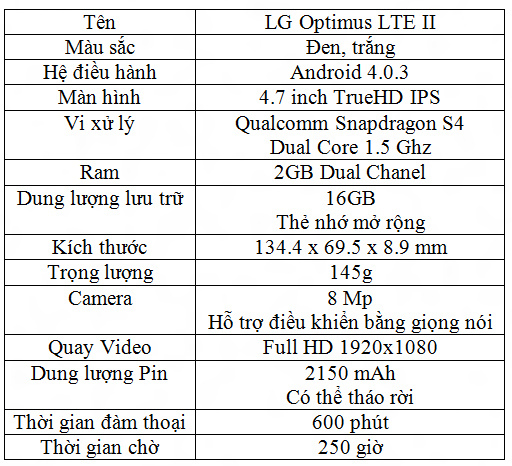 Tên LG Optimus LTE II
Màu sắc Đen, trắng
Hệ điều hành Android 4.0.3
Màn hình 4.7 inch TrueHD IPS
Vi xử lý Qualcomm Snapdragon S4
Dual Core 1.5 Ghz
Ram 2GB Dual Chanel
Dung lượng lưu trữ 16GB
Thẻ nhớ mở rộng
Kích thước 134.4 x 69.5 x 8.9 mm
Trọng lượng 145g
Camera 8 Mp
Hỗ trợ điều khiển bằng giọng nói
Quay Video Full HD 1920x1080
Dung lượng Pin 2150 mAh
Có thể tháo rời
Thời gian đàm thoại 600 phút
Thời gian chờ 250 giờ